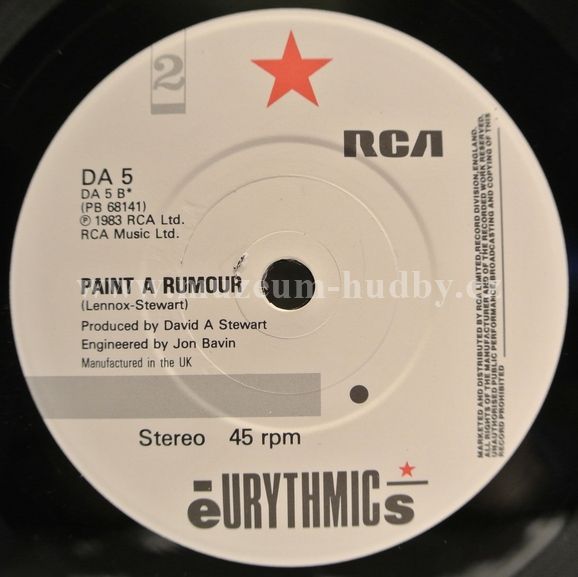 2
RCA
DA 5
DA 5 B*
(PB 68141)
℗ 1983 RCA Ltd.
RCA Music Ltd.
PAINT A RUMOUR
(Lennox-Stewart)
Produced by David A Stewart
Engineered by Jon Bavin
Manufactured in the UK
Stereo 45 rpm
eURYTHMICs
MARKETED AND DISTRIBUTED BY RCA LIMITED, RECORD DIVISION, ENGLAND.
ALL RIGHTS OF THE MANUFACTURER AND OF THE RECORDED WORK RESERVED.
UNAUTHORISED PUBLIC PERFORMANCE, BROADCASTING AND COPYING OF THIS
RECORD PROHIBITED